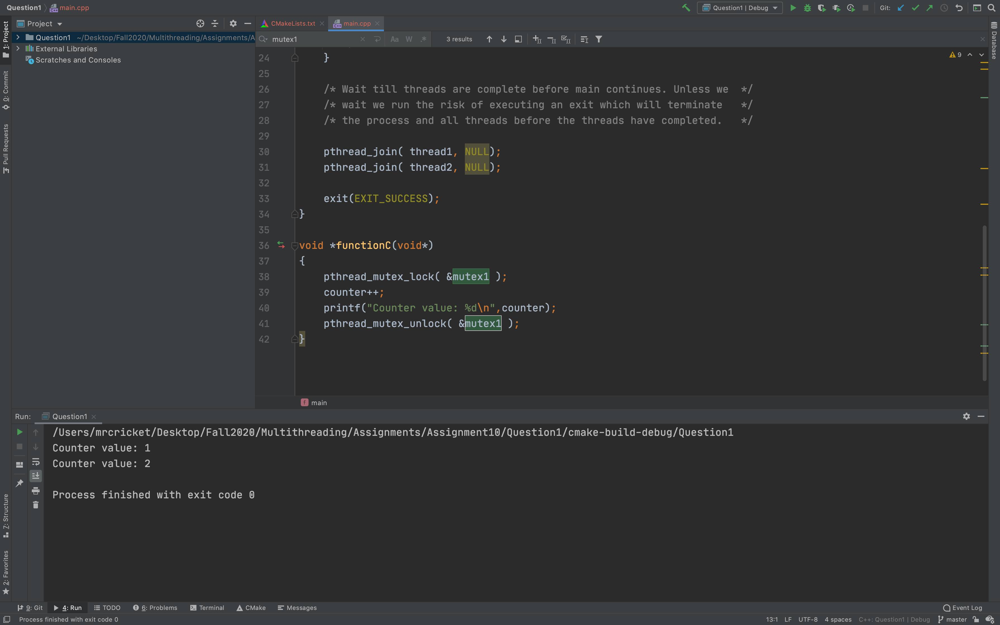 Question1 main.cpp Question1 | Debug Git:
Project CMakeLists.txt main.cpp
mutex1 Aa W .* 3 results
Question1 ~/Desktop/Fall2020/Multithreading/Assignments/A
External Libraries
Scratches and Consoles
1: Project
0: Commit
Pull Requests
7: Structure
2: Favorites
Database
9
24 }
25
26 /* Wait till threads are complete before main continues. Unless we */
27 /* wait we run the risk of executing an exit which will terminate */
28 /* the process and all threads before the threads have completed. */
29
30 pthread_join( thread1, NULL);
31 pthread_join( thread2, NULL);
32
33 exit(EXIT_SUCCESS);
34 }
35
36 void *functionC(void*)
37 {
38 pthread_mutex_lock( &mutex1 );
39 counter++;
40 printf("Counter value: %d\n",counter);
41 pthread_mutex_unlock( &mutex1 );
42 }
f main
Run: Question1
/Users/mrcricket/Desktop/Fall2020/Multithreading/Assignments/Assignment10/Question1/cmake-build-debug/Question1
Counter value: 1
Counter value: 2
Process finished with exit code 0
9: Git 4: Run TODO 6: Problems Terminal CMake Messages Event Log
Process finished with exit code 0 13:1 LF UTF-8 4 spaces C++: Question1 | Debug master